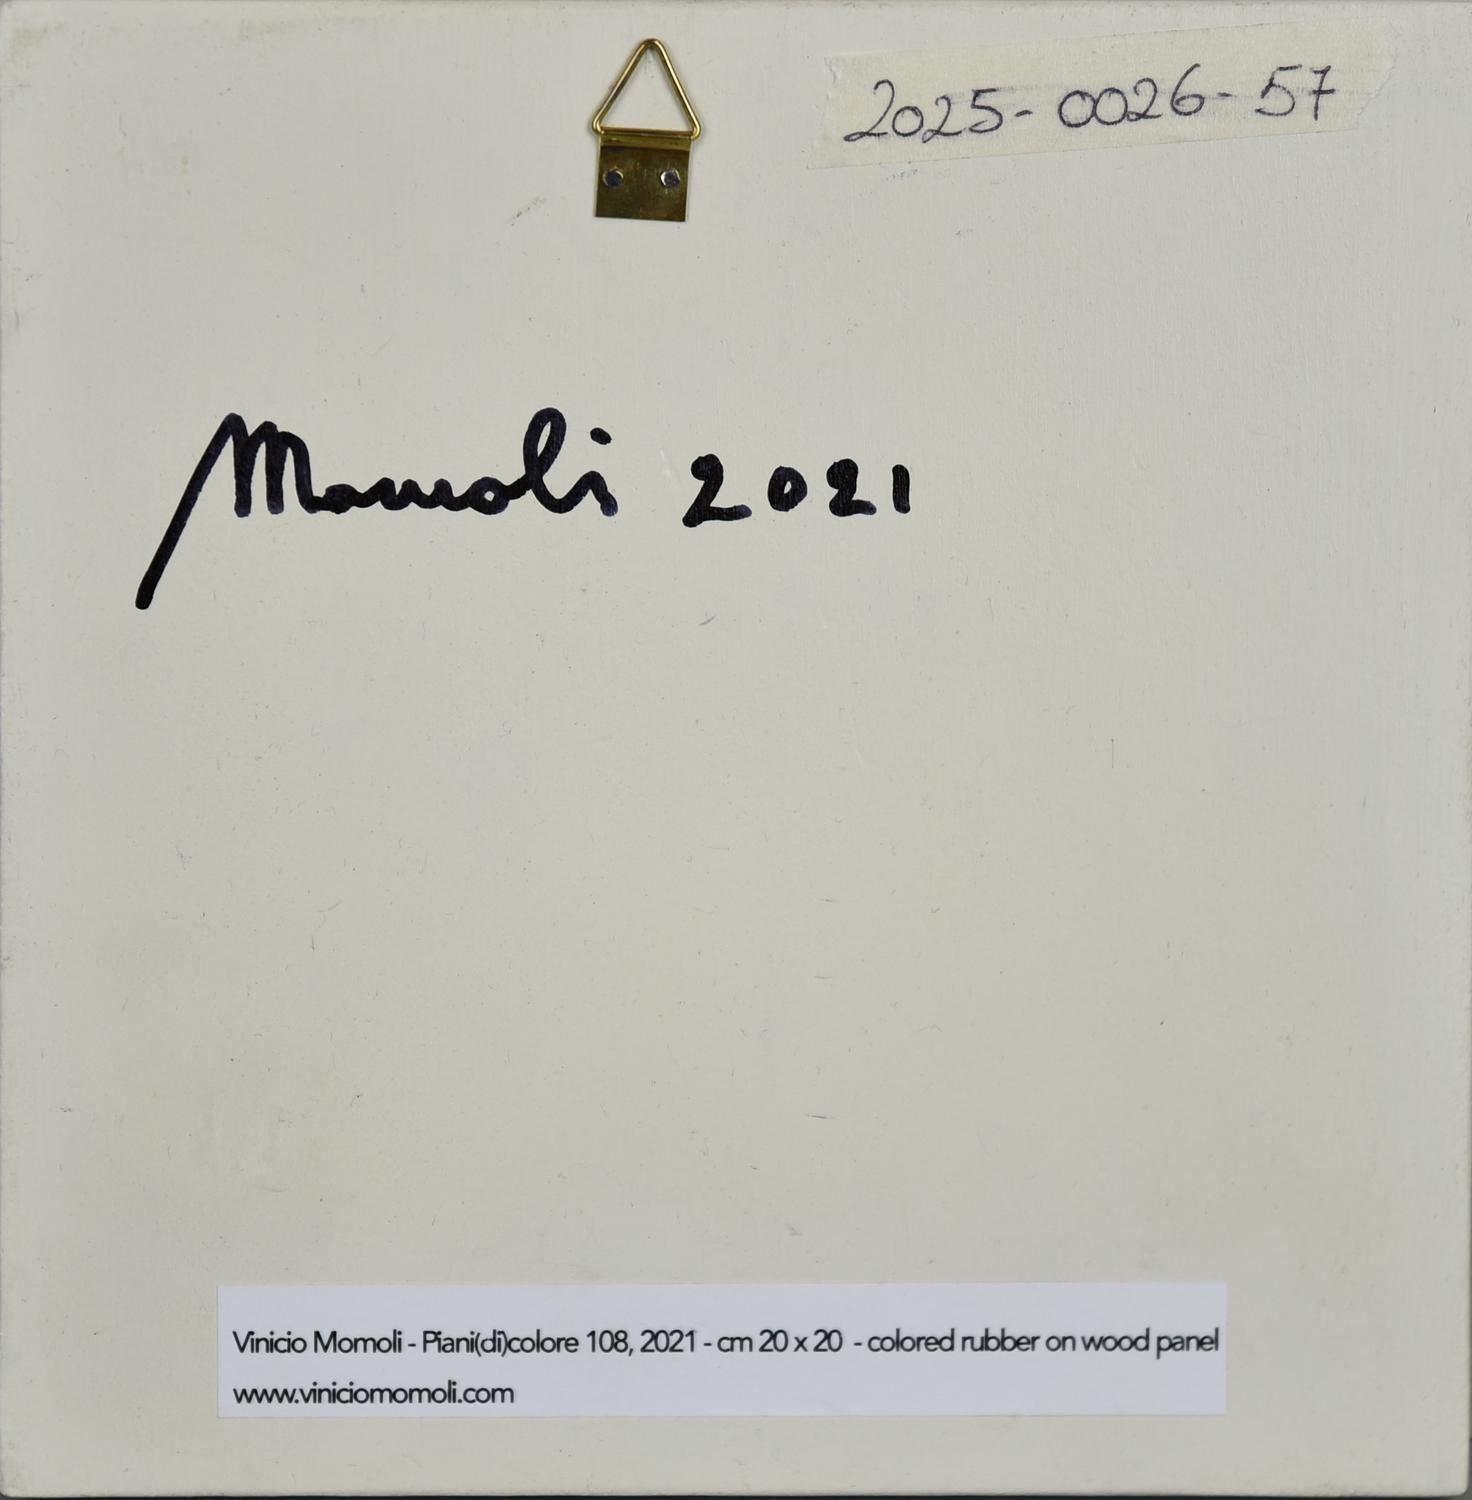 2025-0026-57
Momoli 2021
Vinicio Momoli - Piani(di)colore 108, 2021 - cm 20 x 20 - colored rubber on wood panel
www.viniciomomoli.com